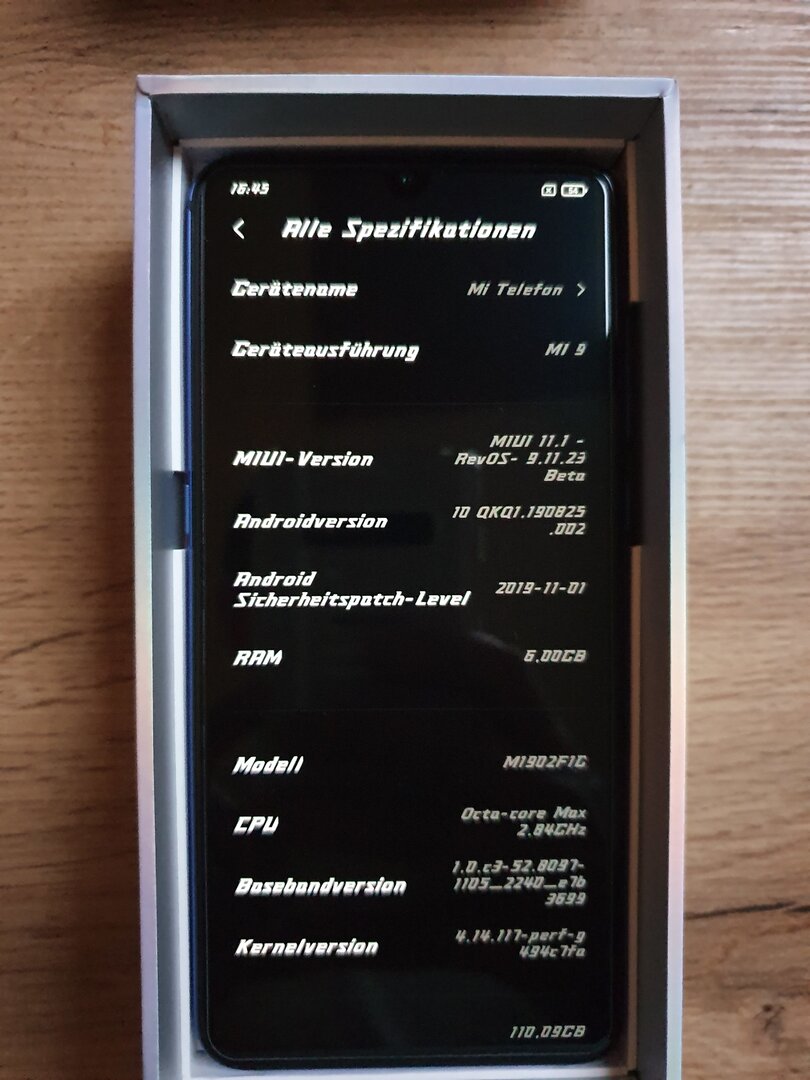 16:45
56
Alle Spezifikationen
Gerätename
Mi Telefon
Geräteausführung
MI 9
MIUI-Version
MIUI 11.1 -
RevOS- 9.11.23
Beta
Androidversion
10 QKQ1.190825
.002
Android
Sicherheitspatch-Level
2019-11-01
RAM
6.00GB
Modell
M1902F1G
CPU
Octa-core Max
2.84GHz
Basebandversion
1.0.c3-52.8097-
1105_2240_e7b
3699
Kernelversion
4.14.117-perf-g
494c7fa
110.09GB